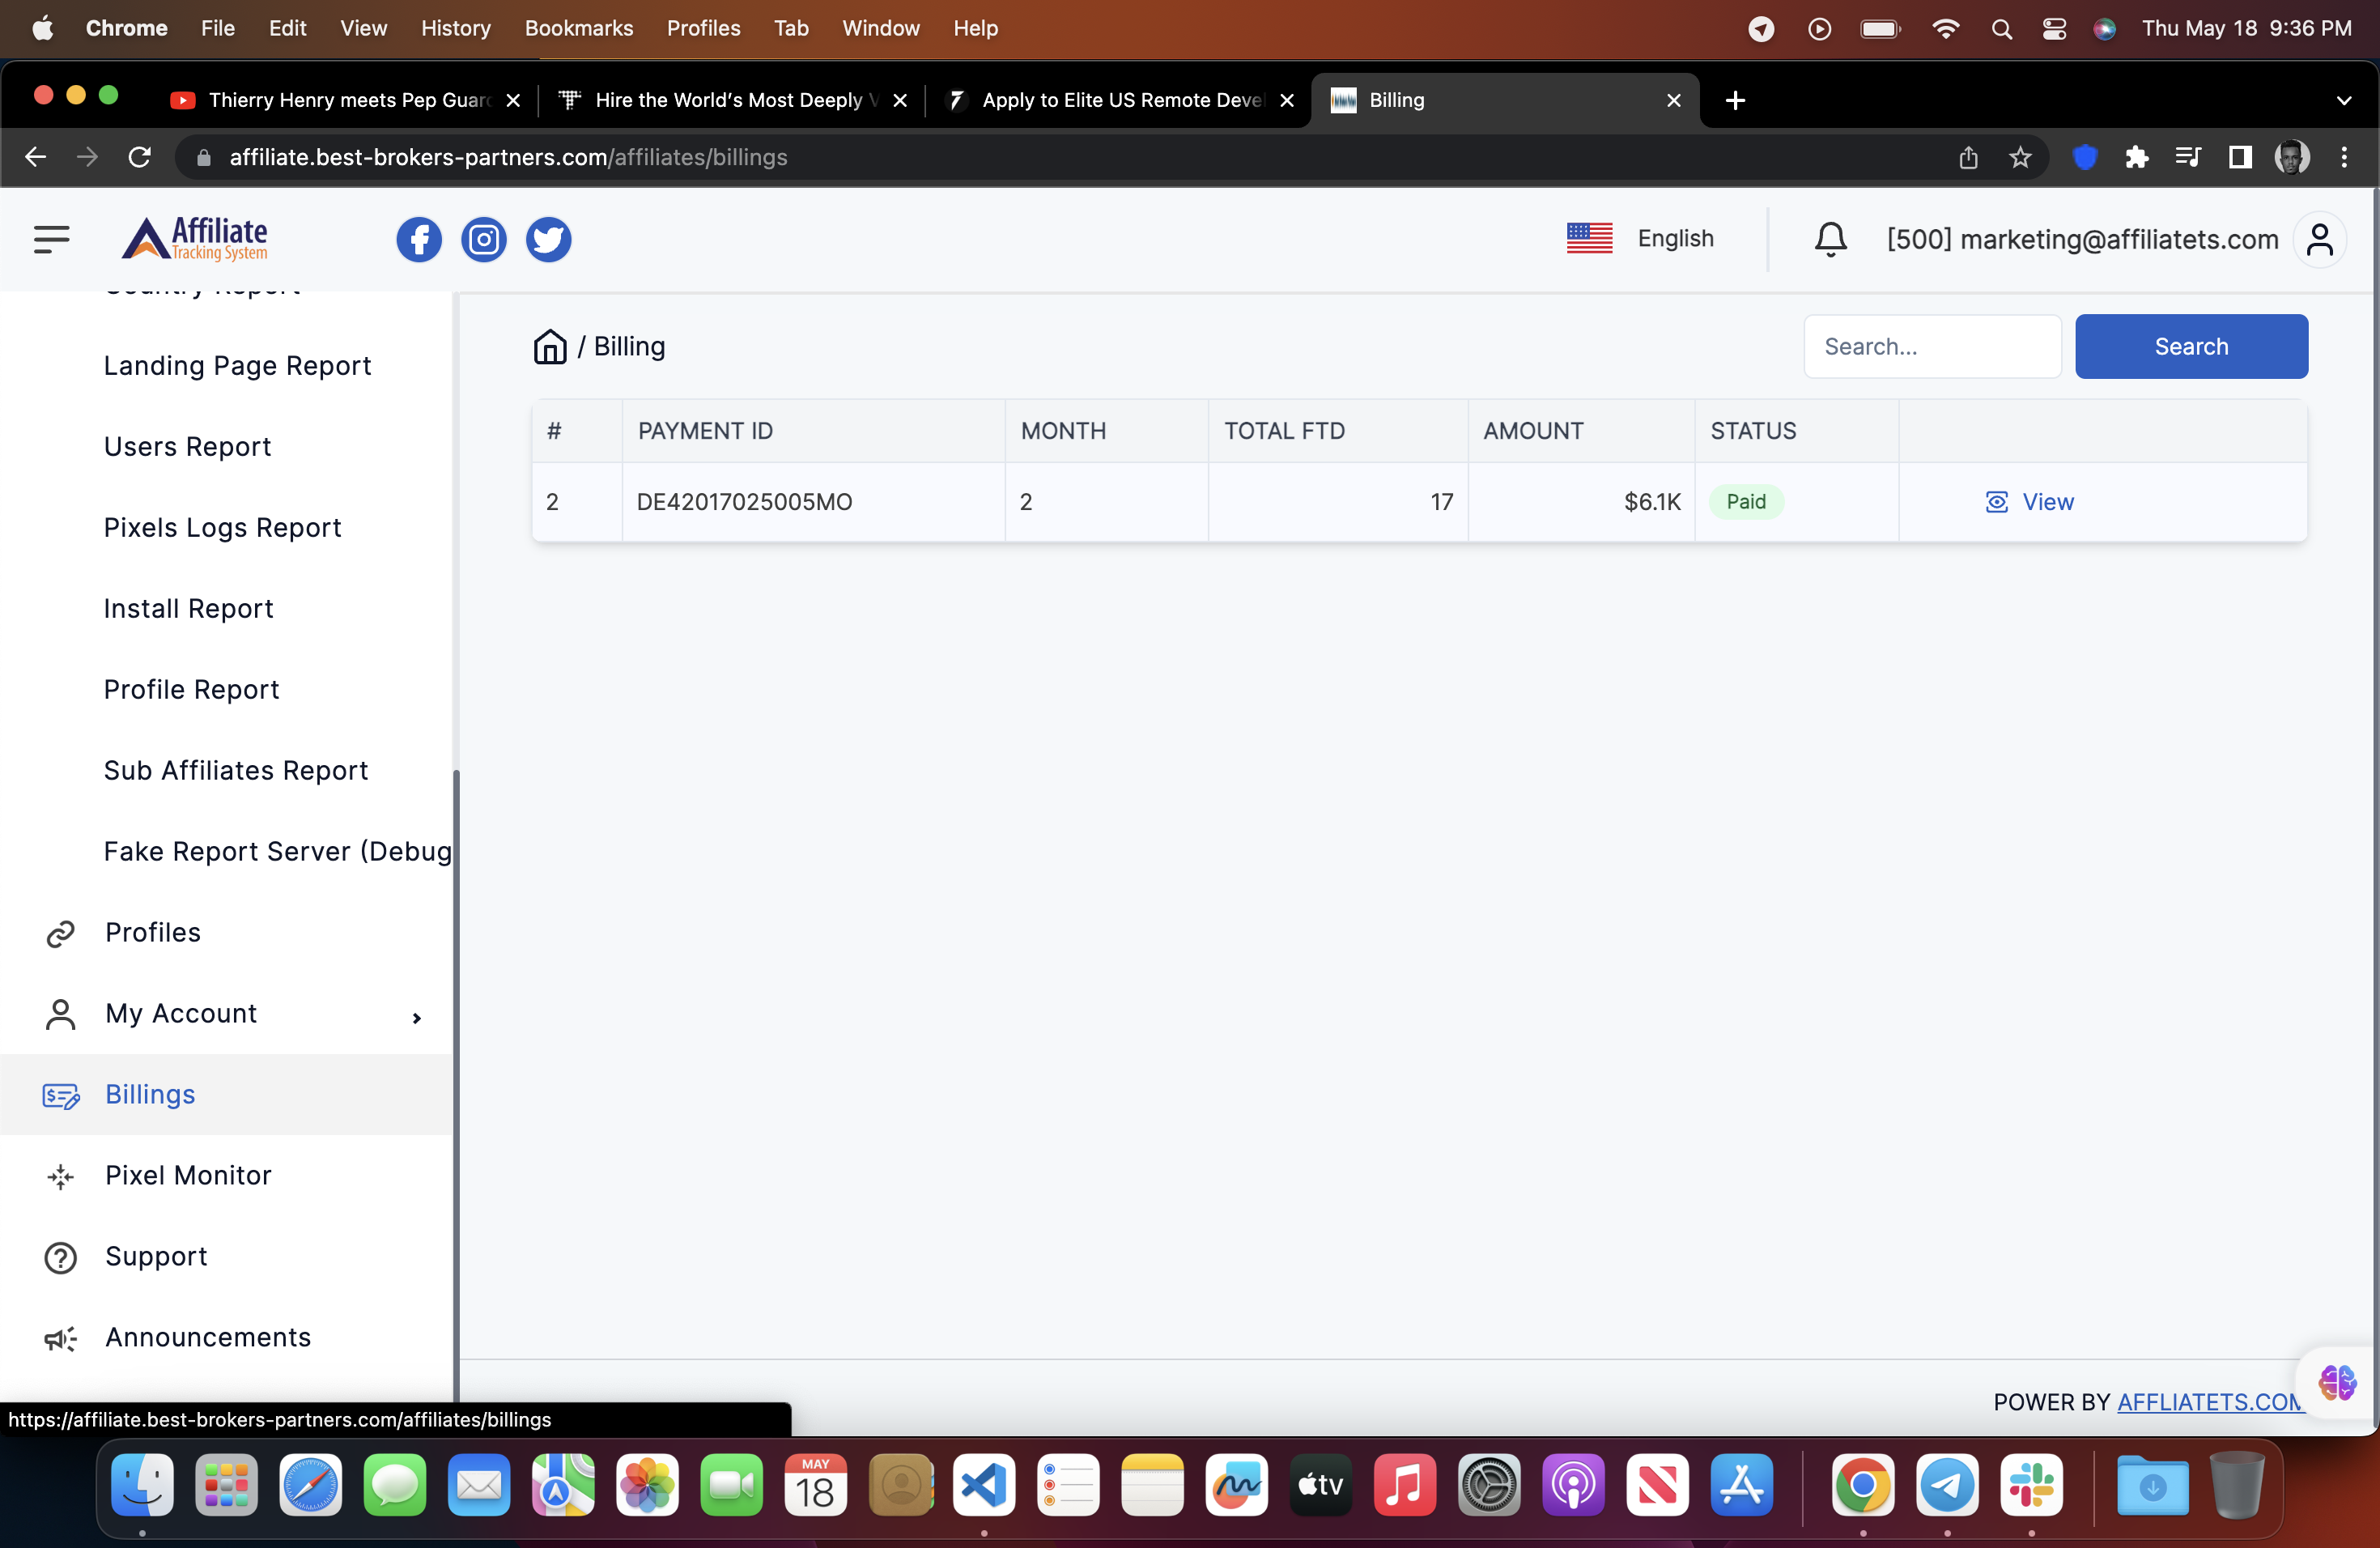 Chrome File Edit View History Bookmarks Profiles Tab Window Help Thu May 18 9:36 PM
Thierry Henry meets Pep Guar Hire the World's Most Deeply V Apply to Elite US Remote Deve Billing
affiliate.best-brokers-partners.com/affiliates/billings
Affiliate
Tracking System
English [500] marketing@affiliatets.com
Country Report
Landing Page Report
Users Report
Pixels Logs Report
Install Report
Profile Report
Sub Affiliates Report
Fake Report Server (Debug
Profiles
My Account
Billings
Pixel Monitor
Support
Announcements
/ Billing Search... Search
# PAYMENT ID MONTH TOTAL FTD AMOUNT STATUS
2 DE42017025005MO 2 17 $6.1K Paid View
POWER BY AFFLIATETS.COM
https://affiliate.best-brokers-partners.com/affiliates/billings
MAY
18
tv